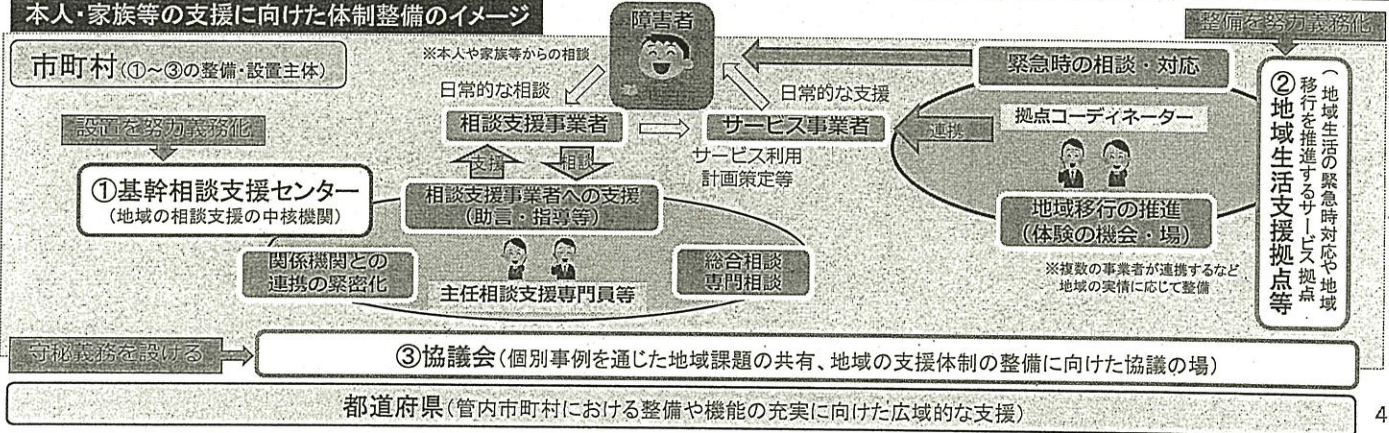 本人・家族等の支援に向けた体制整備のイメージ
市町村(①～③の整備・設置主体)
※本人や家族等からの相談
障害者
整備を努力義務化
緊急時の相談・対応
日常的な相談
日常的な支援
設置を努力義務化
相談支援事業者
サービス事業者
連携
拠点コーディネーター
支援
相談
サービス利用
計画策定等
①基幹相談支援センター
(地域の相談支援の中核機関)
相談支援事業者への支援
(助言・指導等)
地域移行の推進
(体験の機会・場)
②地域生活支援拠点等
(地域生活の緊急時対応や地域
移行を推進するサービス拠点
関係機関との
連携の緊密化
主任相談支援専門員等
総合相談
専門相談
※複数の事業者が連携するなど
地域の実情に応じて整備
守秘義務を設ける
③協議会(個別事例を通じた地域課題の共有、地域の支援体制の整備に向けた協議の場)
都道府県(管内市町村における整備や機能の充実に向けた広域的な支援)
4